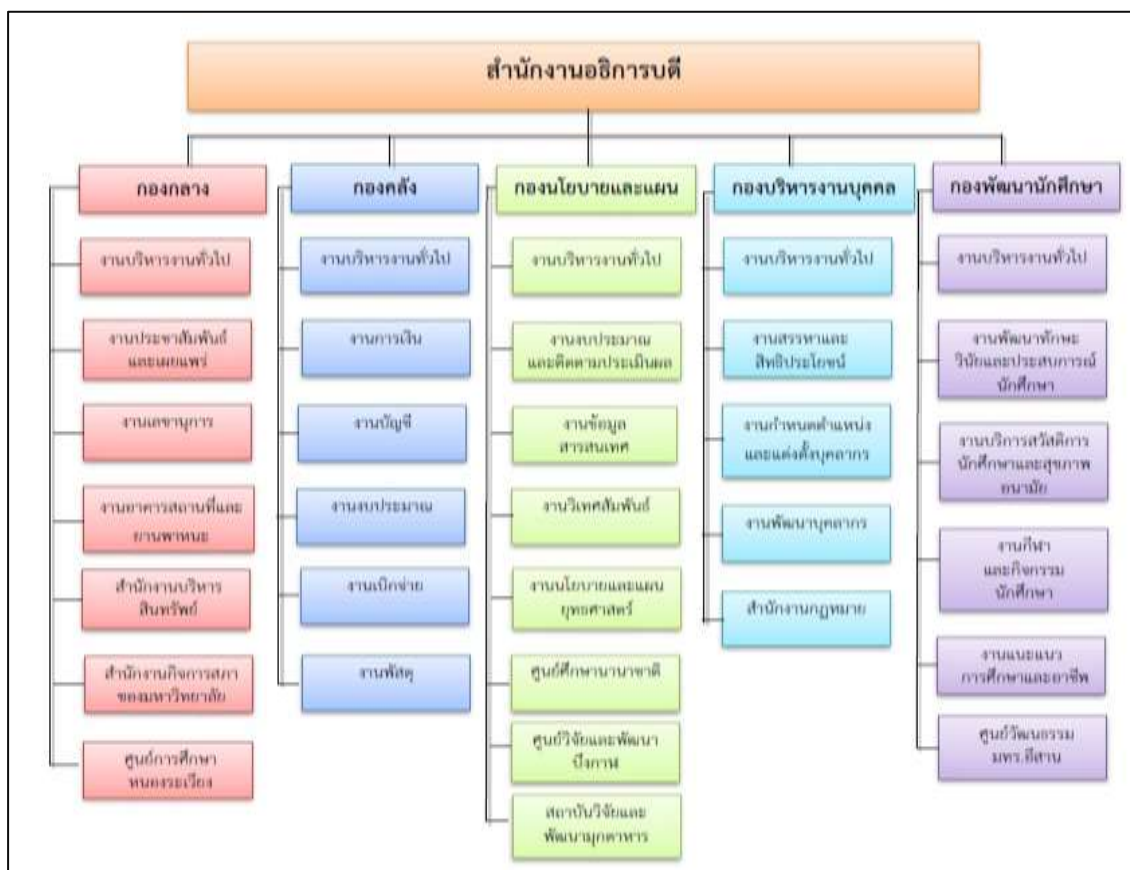 สำนักงานอธิการบดี
กองกลาง
งานบริหารงานทั่วไป
งานประชาสัมพันธ์
และเผยแพร่
งานเลขานุการ
งานอาคารสถานที่และ
ยานพาหนะ
สำนักงานบริหาร
สินทรัพย์
สำนักงานกิจการสภา
ของมหาวิทยาลัย
ศูนย์การศึกษา
หนองระเวียง
กองคลัง
งานบริหารงานทั่วไป
งานการเงิน
งานบัญชี
งานงบประมาณ
งานเบิกจ่าย
งานพัสดุ
กองนโยบายและแผน
งานบริหารงานทั่วไป
งานงบประมาณ
และติดตามประเมินผล
งานข้อมูล
สารสนเทศ
งานวิเทศสัมพันธ์
งานนโยบายและแผน
ยุทธศาสตร์
ศูนย์ศึกษานานาชาติ
ศูนย์วิจัยและพัฒนา
บึงกาฬ
สถาบันวิจัยและ
พัฒนามุกดาหาร
กองบริหารงานบุคคล
งานบริหารงานทั่วไป
งานสรรหาและ
สิทธิประโยชน์
งานกำหนดตำแหน่ง
และแต่งตั้งบุคลากร
งานพัฒนาบุคลากร
สำนักงานกฎหมาย
กองพัฒนานักศึกษา
งานบริหารงานทั่วไป
งานพัฒนาทักษะ
วินัยและประสบการณ์
นักศึกษา
งานบริการสวัสดิการ
นักศึกษาและสุขภาพ
อนามัย
งานกีฬา
และกิจกรรม
นักศึกษา
งานแนะแนว
การศึกษาและอาชีพ
ศูนย์วัฒนธรรม
มทร.อีสาน